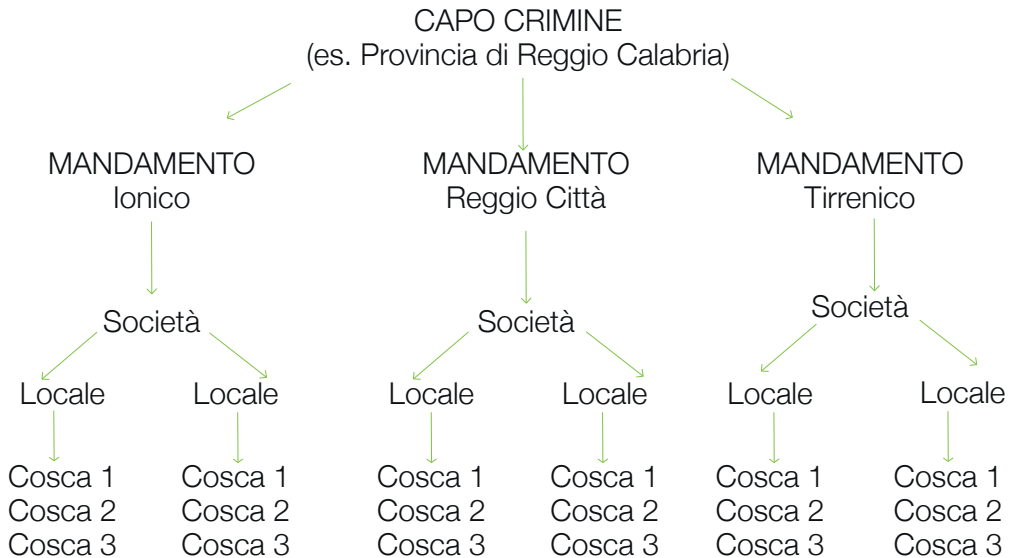 CAPO CRIMINE
(es. Provincia di Reggio Calabria)
MANDAMENTO
Ionico
MANDAMENTO
Reggio Città
MANDAMENTO
Tirrenico
Società
Società
Società
Locale
Locale
Locale
Locale
Locale
Locale
Cosca 1
Cosca 2
Cosca 3
Cosca 1
Cosca 2
Cosca 3
Cosca 1
Cosca 2
Cosca 3
Cosca 1
Cosca 2
Cosca 3
Cosca 1
Cosca 2
Cosca 3
Cosca 1
Cosca 2
Cosca 3